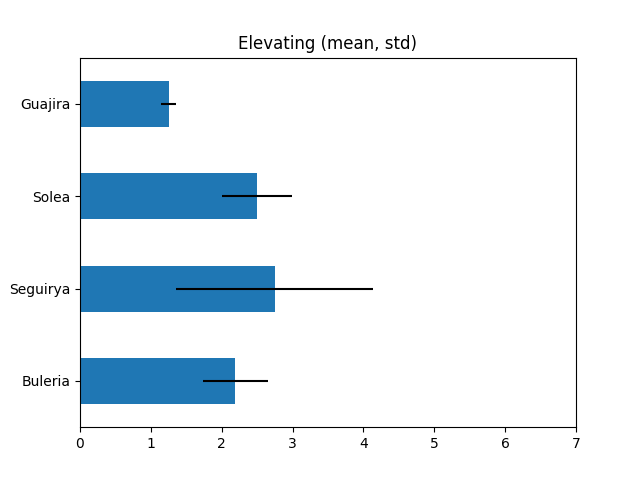 Elevating (mean, std)
Guajira
Solea
Seguirya
Buleria
0 1 2 3 4 5 6 7